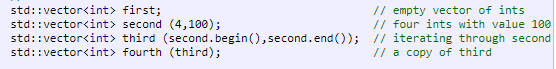 std::vector<int> first;                                // empty vector of ints
std::vector<int> second (4,100);                       // four ints with value 100
std::vector<int> third (second.begin(),second.end());  // iterating through second
std::vector<int> fourth (third);                       // a copy of third